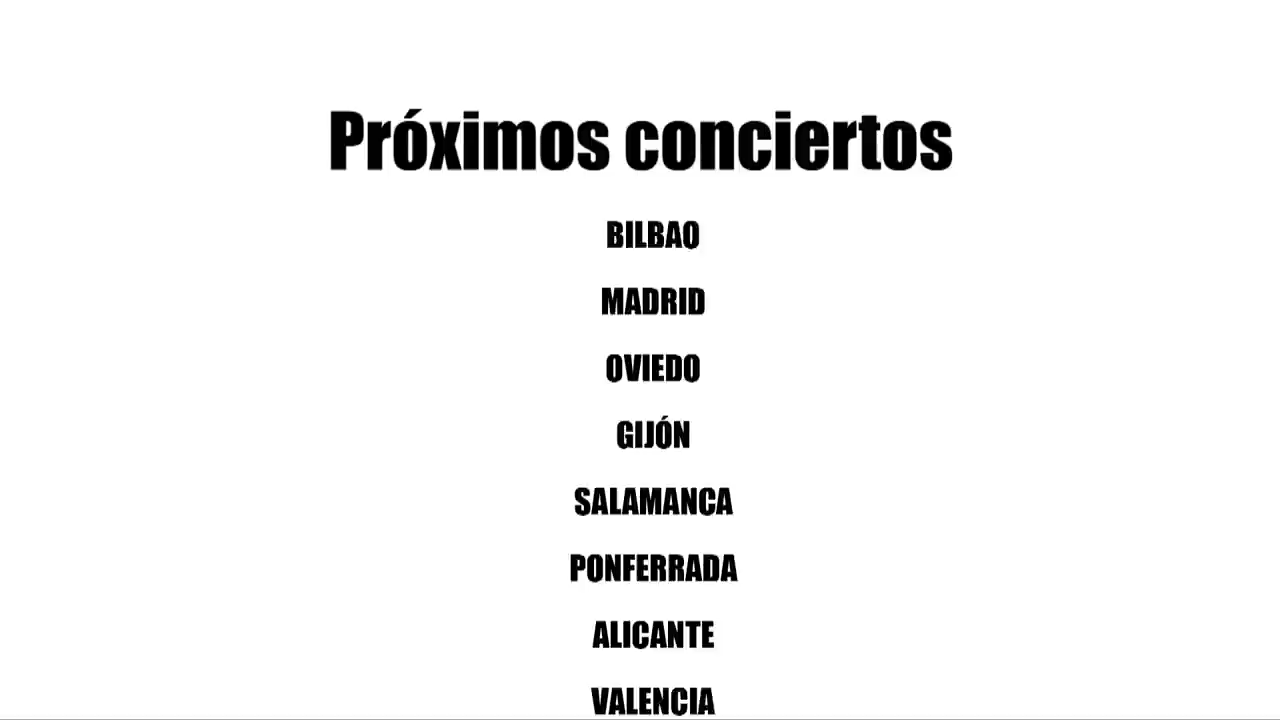 Próximos conciertos
BILBAO
MADRID
OVIEDO
GIJÓN
SALAMANCA
PONFERRADA
ALICANTE
VALENCIA